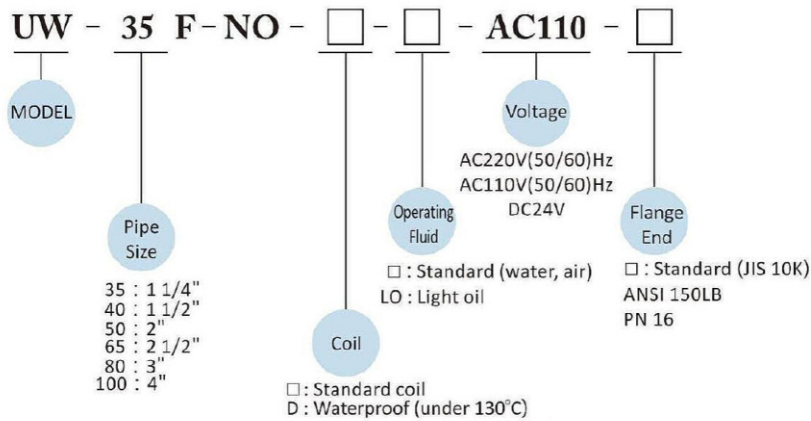 UW - 35 F - NO - □ - □ - AC110 - □
MODEL
Pipe
Size
35 : 1 1/4"
40 : 1 1/2"
50 : 2"
65 : 2 1/2"
80 : 3"
100 : 4"
Coil
□ : Standard coil
D : Waterproof (under 130°C)
Operating
Fluid
□ : Standard (water, air)
LO : Light oil
Voltage
AC220V(50/60)Hz
AC110V(50/60)Hz
DC24V
Flange
End
□ : Standard (JIS 10K)
ANSI 150LB
PN 16